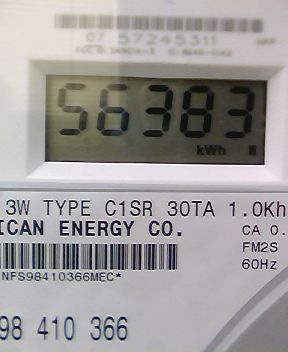 07 57245311
56383
kWh
3W TYPE C1SR 30TA 1.0Kh
ICAN ENERGY CO. CA 0.
FM2S
60Hz
NFS98410366MEC*
98 410 366